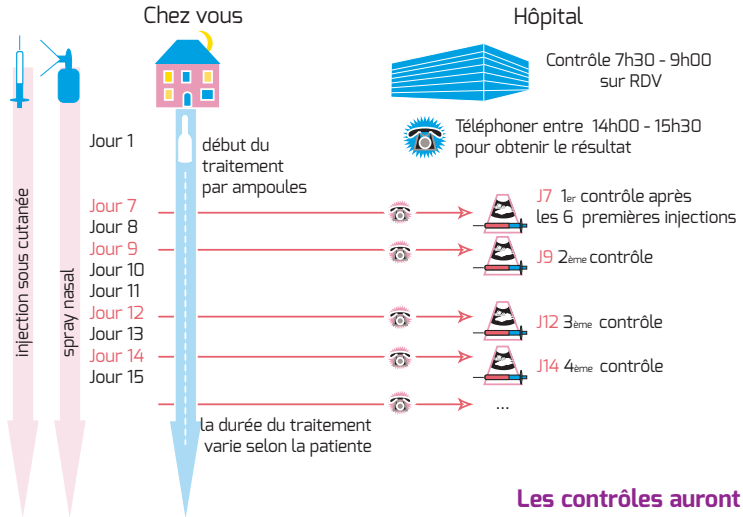 Chez vous
Hôpital
Contrôle 7h30 - 9h00
sur RDV
Téléphoner entre 14h00 - 15h30
pour obtenir le résultat
injection sous cutanée
spray nasal
Jour 1
début du
traitement
par ampoules
Jour 7
J7 1er contrôle après
les 6 premières injections
Jour 8
Jour 9
J9 2ème contrôle
Jour 10
Jour 11
Jour 12
J12 3ème contrôle
Jour 13
Jour 14
J14 4ème contrôle
Jour 15
...
la durée du traitement
varie selon la patiente
Les contrôles auront